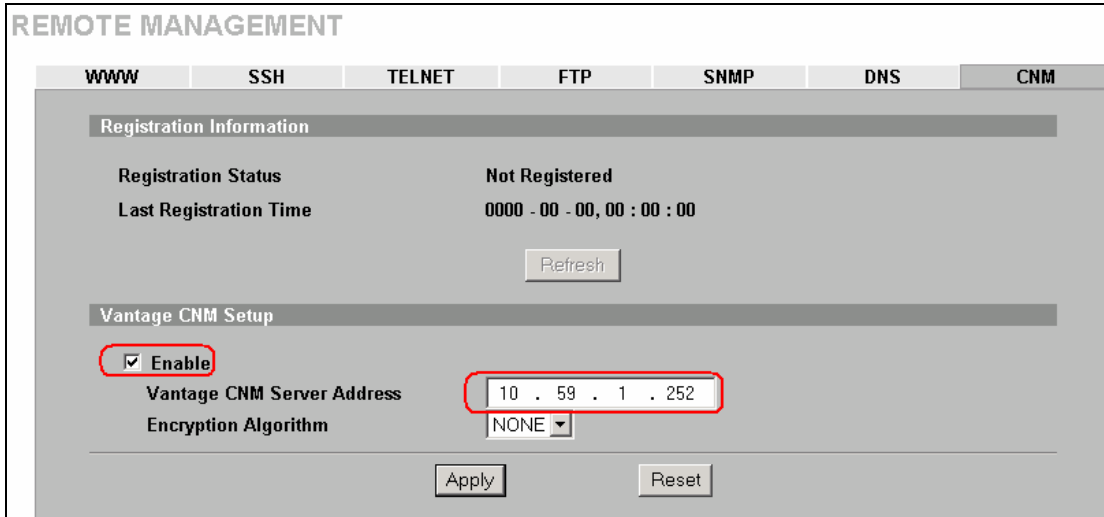 REMOTE MANAGEMENT
WWW SSH TELNET FTP SNMP DNS CNM
Registration Information
Registration Status Not Registered
Last Registration Time 0000 - 00 - 00, 00 : 00 : 00
Refresh
Vantage CNM Setup
Enable
Vantage CNM Server Address 10 . 59 . 1 . 252
Encryption Algorithm NONE
Apply Reset